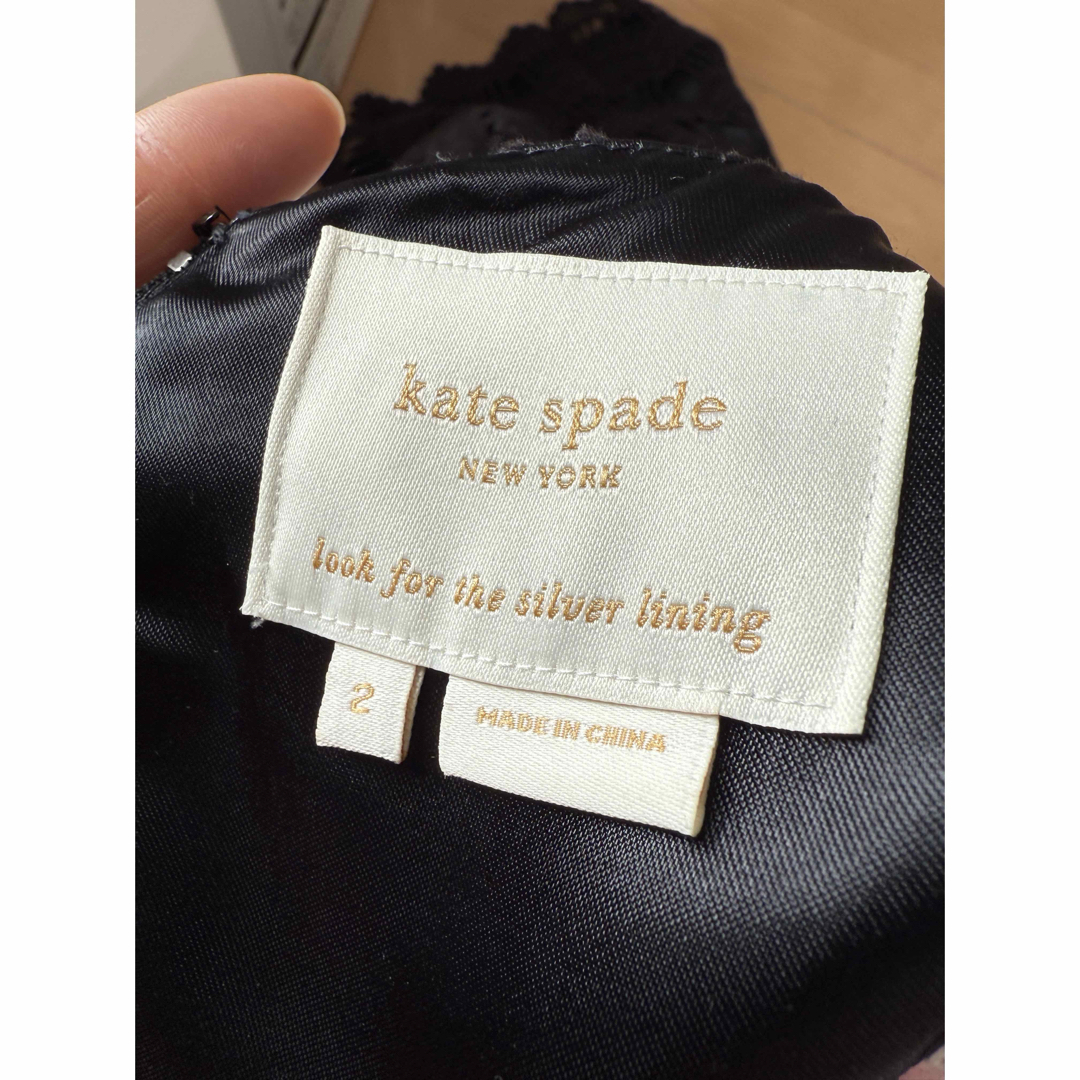 kate spade
NEW YORK
look for the silver lining
2
MADE IN CHINA